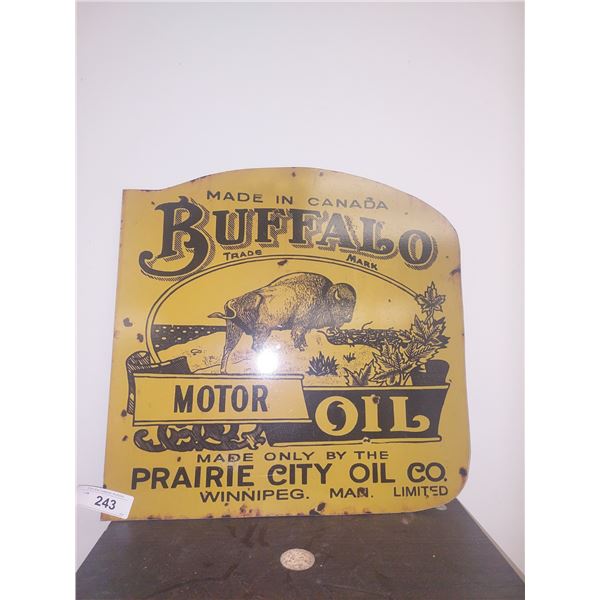 MADE IN CANADA
BUFFALO
TRADE MARK
MOTOR OIL
MADE ONLY BY THE
PRAIRIE CITY OIL CO.
WINNIPEG. MAN. LIMITED
243